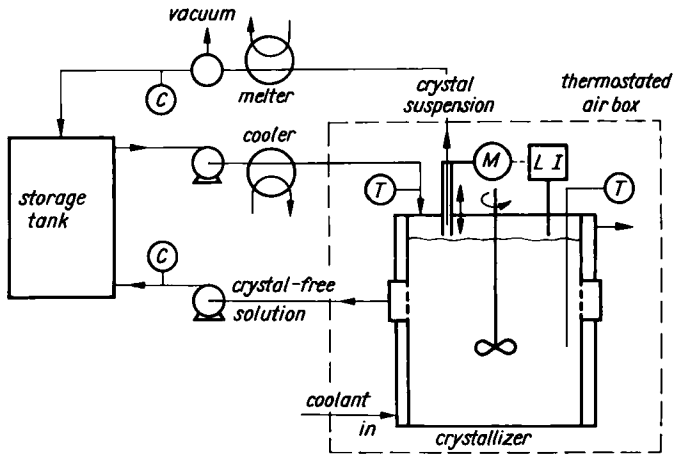 vacuum
melter
C
crystal
suspension
thermostated
air box
cooler
M
L I
T
T
storage
tank
C
crystal-free
solution
coolant
in
crystallizer